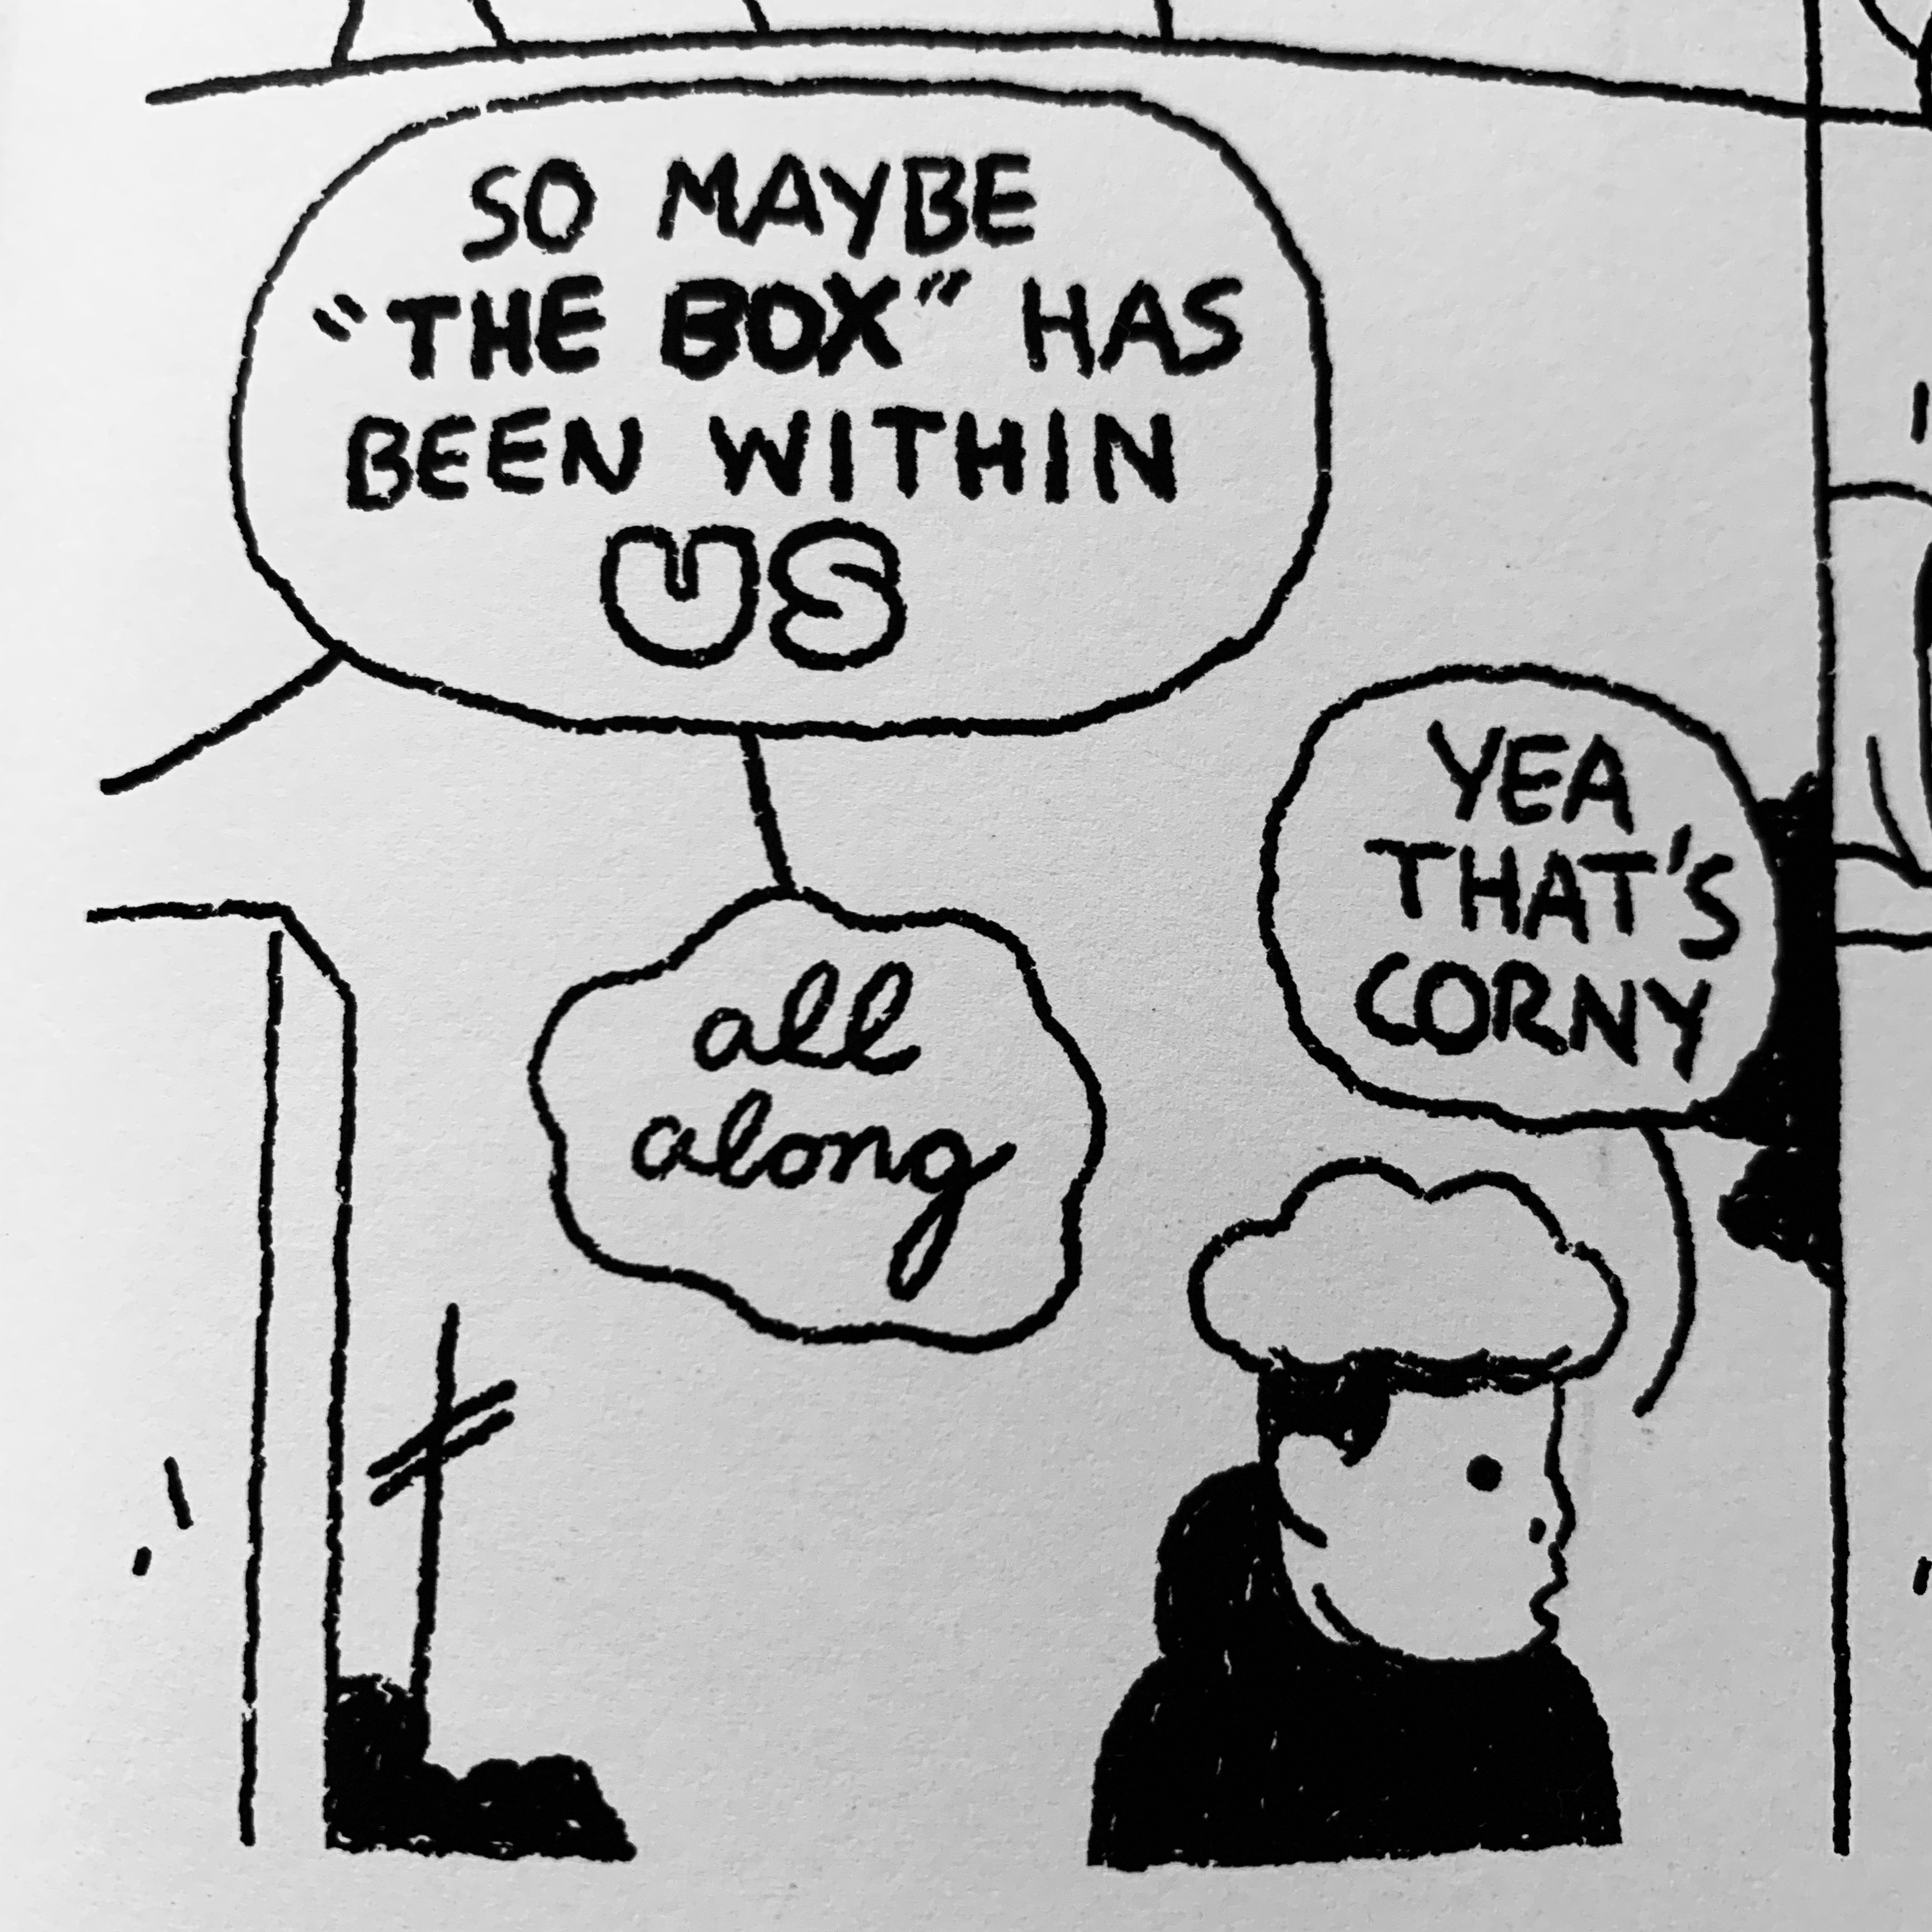 SO MAYBE
"THE BOX" HAS
BEEN WITHIN
US
all
along
YEA
THAT'S
CORNY